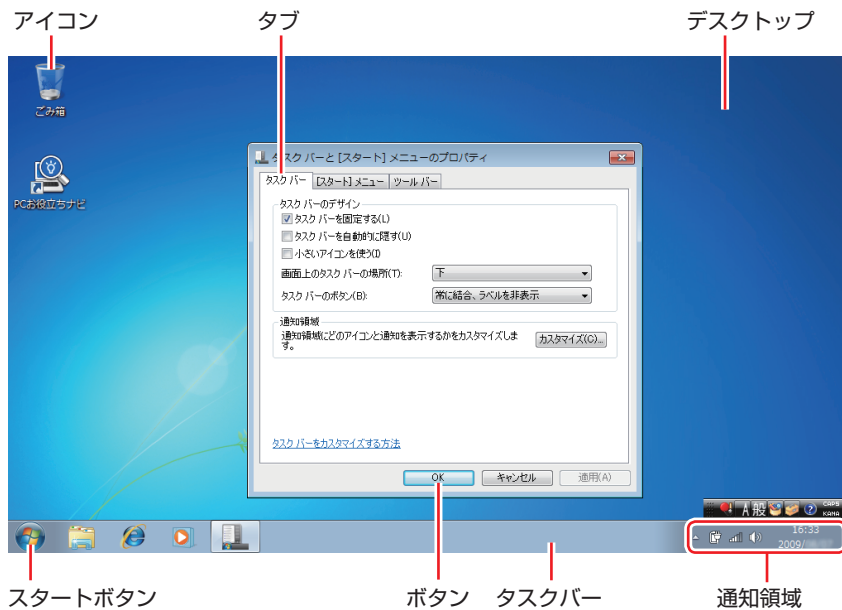 アイコン
タブ
デスクトップ
ごみ箱
PCお役立ちナビ
タスク バーと [スタート] メニューのプロパティ
タスク バー
[スタート] メニュー
ツール バー
タスク バーのデザイン
タスク バーを固定する(L)
タスク バーを自動的に隠す(U)
小さいアイコンを使う(I)
画面上のタスク バーの場所(T):
下
タスク バーのボタン(B):
常に結合、ラベルを非表示
通知領域
通知領域にどのアイコンと通知を表示するかをカスタマイズしま
す。
カスタマイズ(C)...
タスク バーをカスタマイズする方法
OK
キャンセル
適用(A)
A 般
CAPS
KANA
16:33
2009/
スタートボタン
ボタン
タスクバー
通知領域